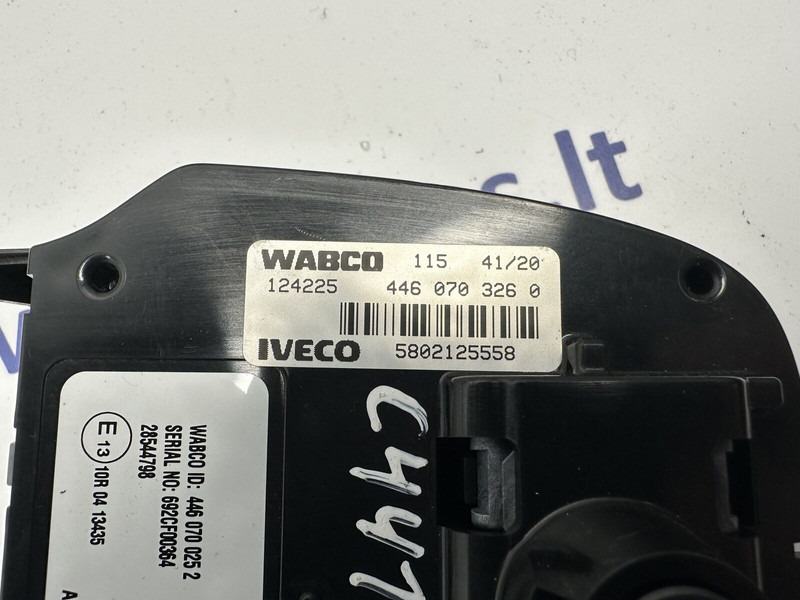 s.lt
WABCO 115 41/20
124225 446 070 326 0
IVECO 5802125558
WABCO ID: 446 070 025 2
SERIAL NO: 692CF00364
28544798
E 13 10R 04 13435
C447